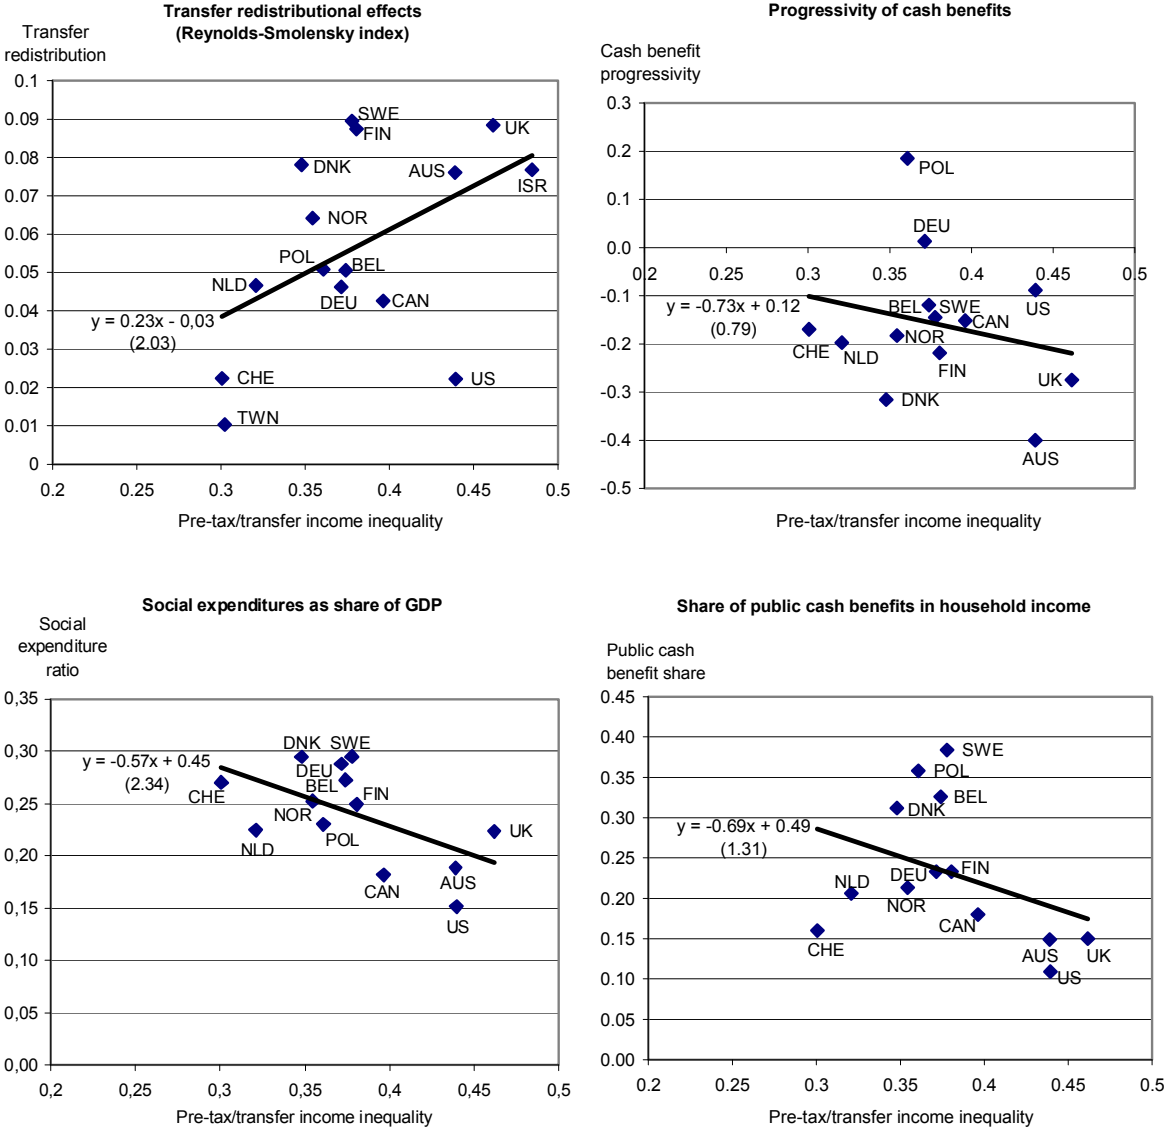 Transfer redistributional effects
(Reynolds-Smolensky index)
Transfer
redistribution
0.1
0.09
0.08
0.07
0.06
0.05
0.04
0.03
0.02
0.01
0
SWE
FIN
UK
DNK
AUS
ISR
NOR
POL
BEL
NLD
DEU
CAN
y = 0.23x - 0,03
(2.03)
CHE
US
TWN
0.2
0.25
0.3
0.35
0.4
0.45
0.5
Pre-tax/transfer income inequality
Progressivity of cash benefits
Cash benefit
progressivity
0.3
0.2
0.1
0.0
-0.1
-0.2
-0.3
-0.4
-0.5
POL
DEU
0.2
0.25
0.3
0.35
0.4
0.45
0.5
y = -0.73x + 0.12
(0.79)
BEL
SWE
US
CAN
CHE
NLD
NOR
FIN
UK
DNK
AUS
Pre-tax/transfer income inequality
Social expenditures as share of GDP
Social
expenditure
ratio
0,35
0,30
0,25
0,20
0,15
0,10
0,05
0,00
DNK
SWE
y = -0.57x + 0.45
(2.34)
DEU
BEL
CHE
FIN
NOR
UK
NLD
POL
CAN
AUS
US
0,2
0,25
0,3
0,35
0,4
0,45
0,5
Pre-tax/transfer income inequality
Share of public cash benefits in household income
Public cash
benefit share
0.45
0.40
0.35
0.30
0.25
0.20
0.15
0.10
0.05
0.00
SWE
POL
BEL
DNK
y = -0.69x + 0.49
(1.31)
NLD
DEU
FIN
NOR
CAN
CHE
AUS
UK
US
0.2
0.25
0.3
0.35
0.4
0.45
0.5
Pre-tax/transfer income inequality